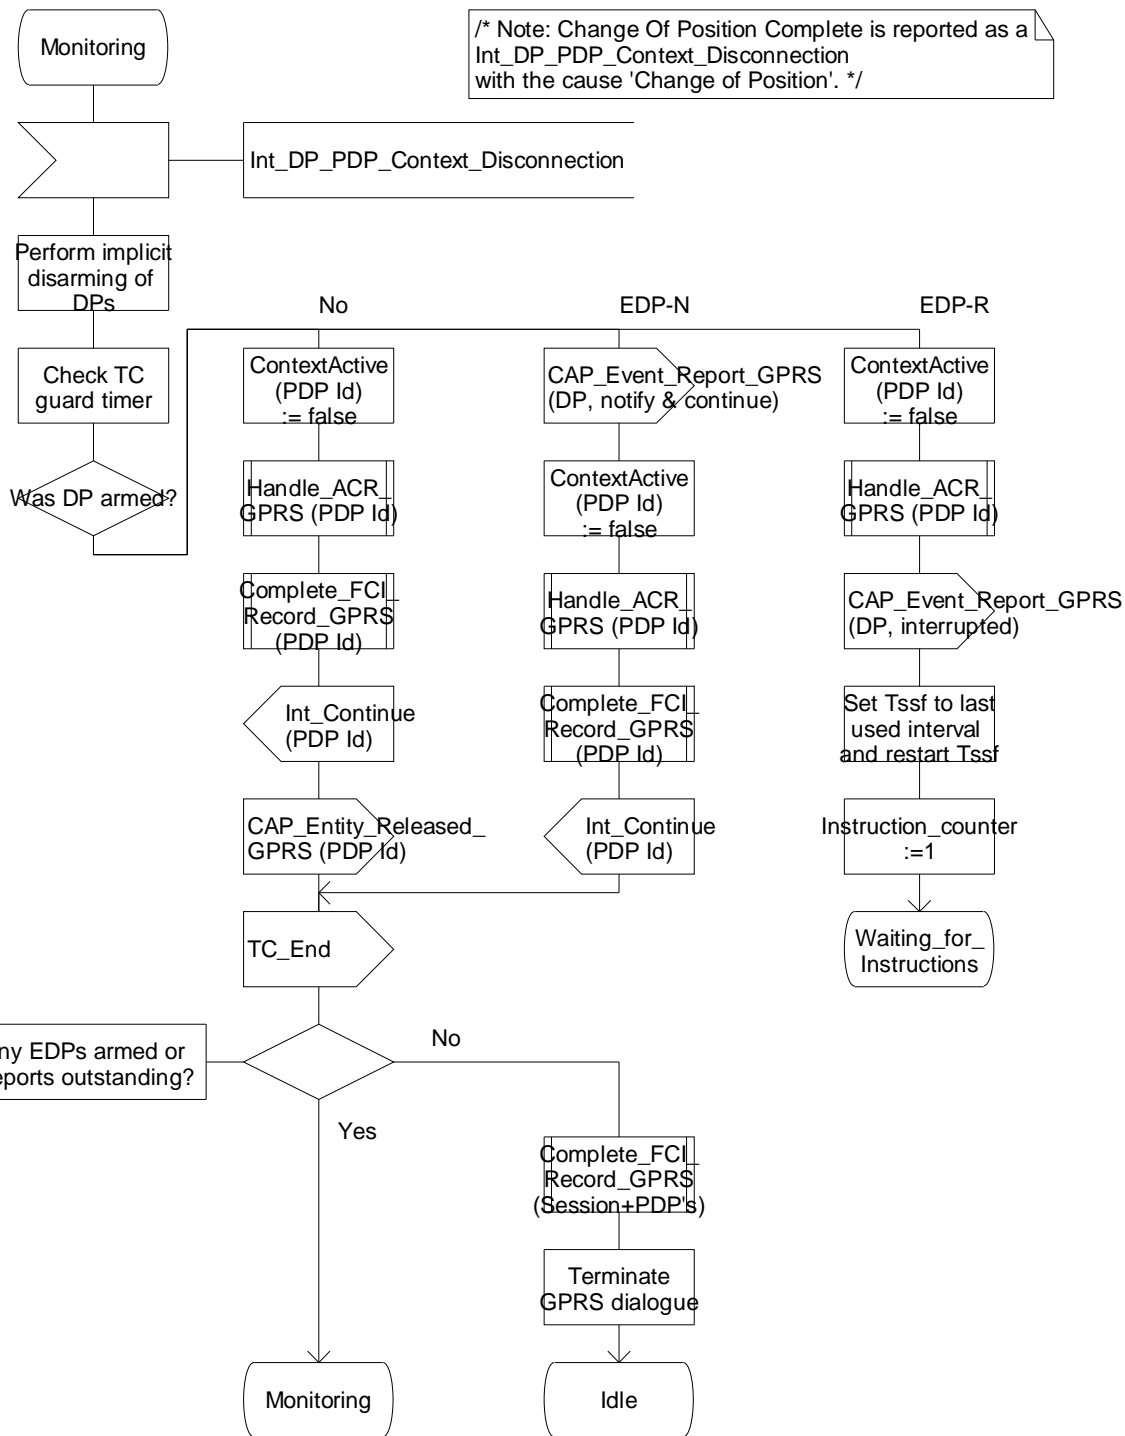 Monitoring
/* Note: Change Of Position Complete is reported as a
Int_DP_PDP_Context_Disconnection
with the cause 'Change of Position'. */
Int_DP_PDP_Context_Disconnection
Perform implicit
disarming of
DPs
Check TC
guard timer
Was DP armed?
No
ContextActive
(PDP Id)
:= false
Handle_ACR_
GPRS (PDP Id)
Complete_FCI_
Record_GPRS
(PDP Id)
Int_Continue
(PDP Id)
CAP_Entity_Released_
GPRS (PDP Id)
EDP-N
CAP_Event_Report_GPRS
(DP, notify & continue)
ContextActive
(PDP Id)
:= false
Handle_ACR_
GPRS (PDP Id)
Complete_FCI_
Record_GPRS
(PDP Id)
Int_Continue
(PDP Id)
EDP-R
ContextActive
(PDP Id)
:= false
Handle_ACR_
GPRS (PDP Id)
CAP_Event_Report_GPRS
(DP, interrupted)
Set Tssf to last
used interval
and restart Tssf
Instruction_counter
:=1
Waiting_for_
Instructions
TC_End
ny EDPs armed or
eports outstanding?
No
Yes
Complete_FCI_
Record_GPRS
(Session+PDP's)
Terminate
GPRS dialogue
Monitoring
Idle